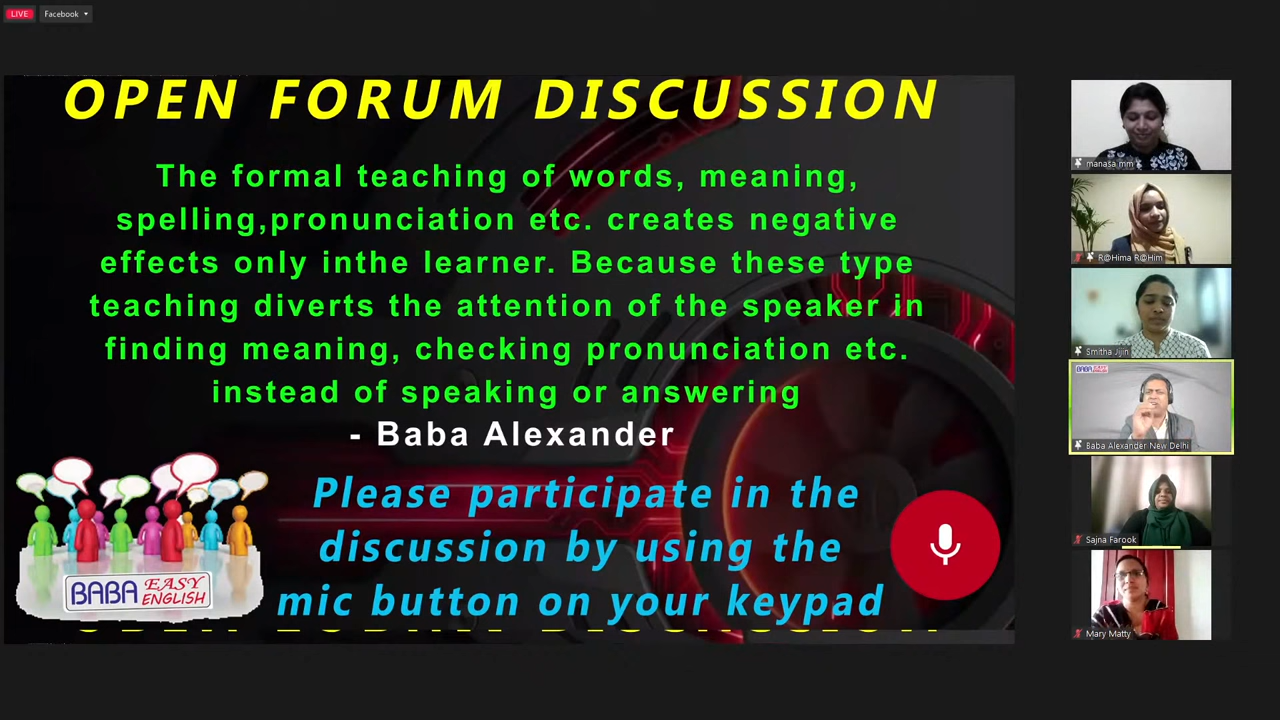 LIVE
Facebook
OPEN FORUM DISCUSSION
The formal teaching of words, meaning,
spelling,pronunciation etc. creates negative
effects only inthe learner. Because these type
teaching diverts the attention of the speaker in
finding meaning, checking pronunciation etc.
instead of speaking or answering
- Baba Alexander
Please participate in the
discussion by using the
mic button on your keypad
BABA EASY
ENGLISH
manasa mm
R@Hima R@Him
Smitha Jijin
BABA EASY
ENGLISH
Baba Alexander New Delhi
Sajna Farook
Mary Matty